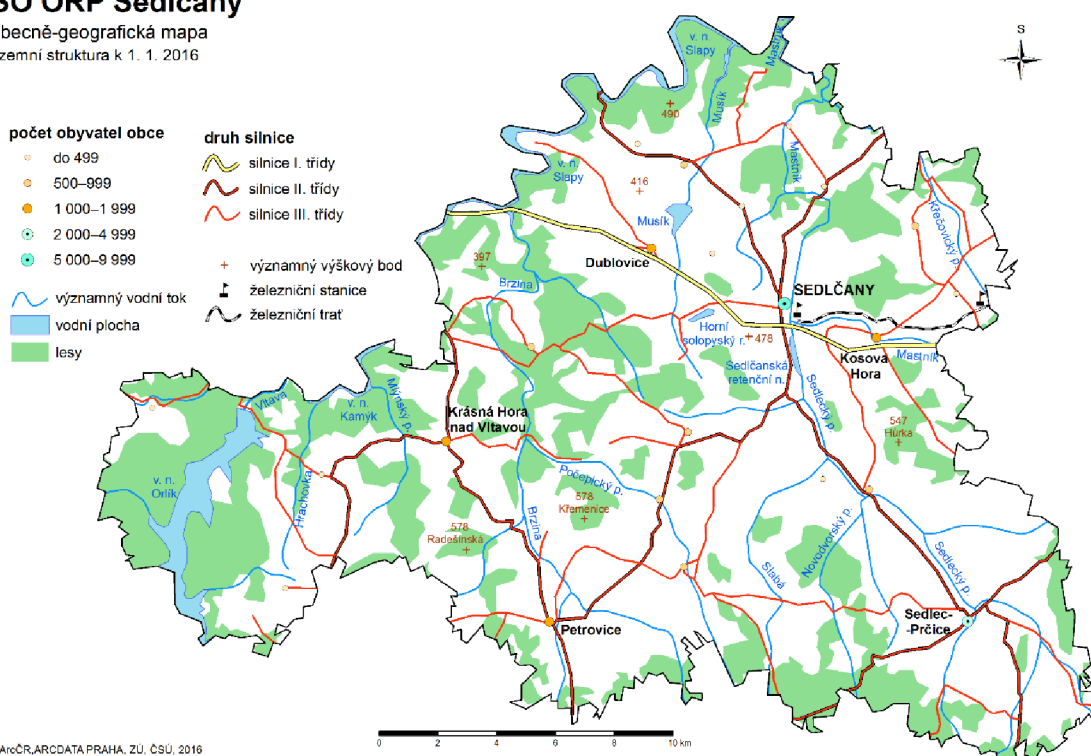 SO ORP Sedlčany
becně-geografická mapa
zemní struktura k 1. 1. 2016
počet obyvatel obce
do 499
500–999
1 000–1 999
2 000–4 999
5 000–9 999
významný vodní tok
vodní plocha
lesy
druh silnice
silnice I. třídy
silnice II. třídy
silnice III. třídy
významný výškový bod
železniční stanice
železniční trať
S
v. n.
Slapy
Mastník
Musík
490
v. n.
Slapy
416
Mastník
Musík
Křečovický p.
397
Dublovice
Brzina
SEDLČANY
Horní
solopyský r.
478
Sedlčanská
retenční n.
Kosova
Hora
Mastník
Vltava
v. n.
Kamýk
Mlýnský p.
Krásná Hora
nad Vltavou
Sedlecký p.
547
Hůrka
v. n.
Orlík
Hrachovka
Počepický p.
578
Křemenice
578
Radešínská
Brzina
Slabá
Novodvorský p.
Sedlecký p.
Petrovice
Sedlec-
-Prčice
0 2 4 6 8 10 km
ArcČR,ARCDATA PRAHA, ZÚ, ČSÚ, 2016